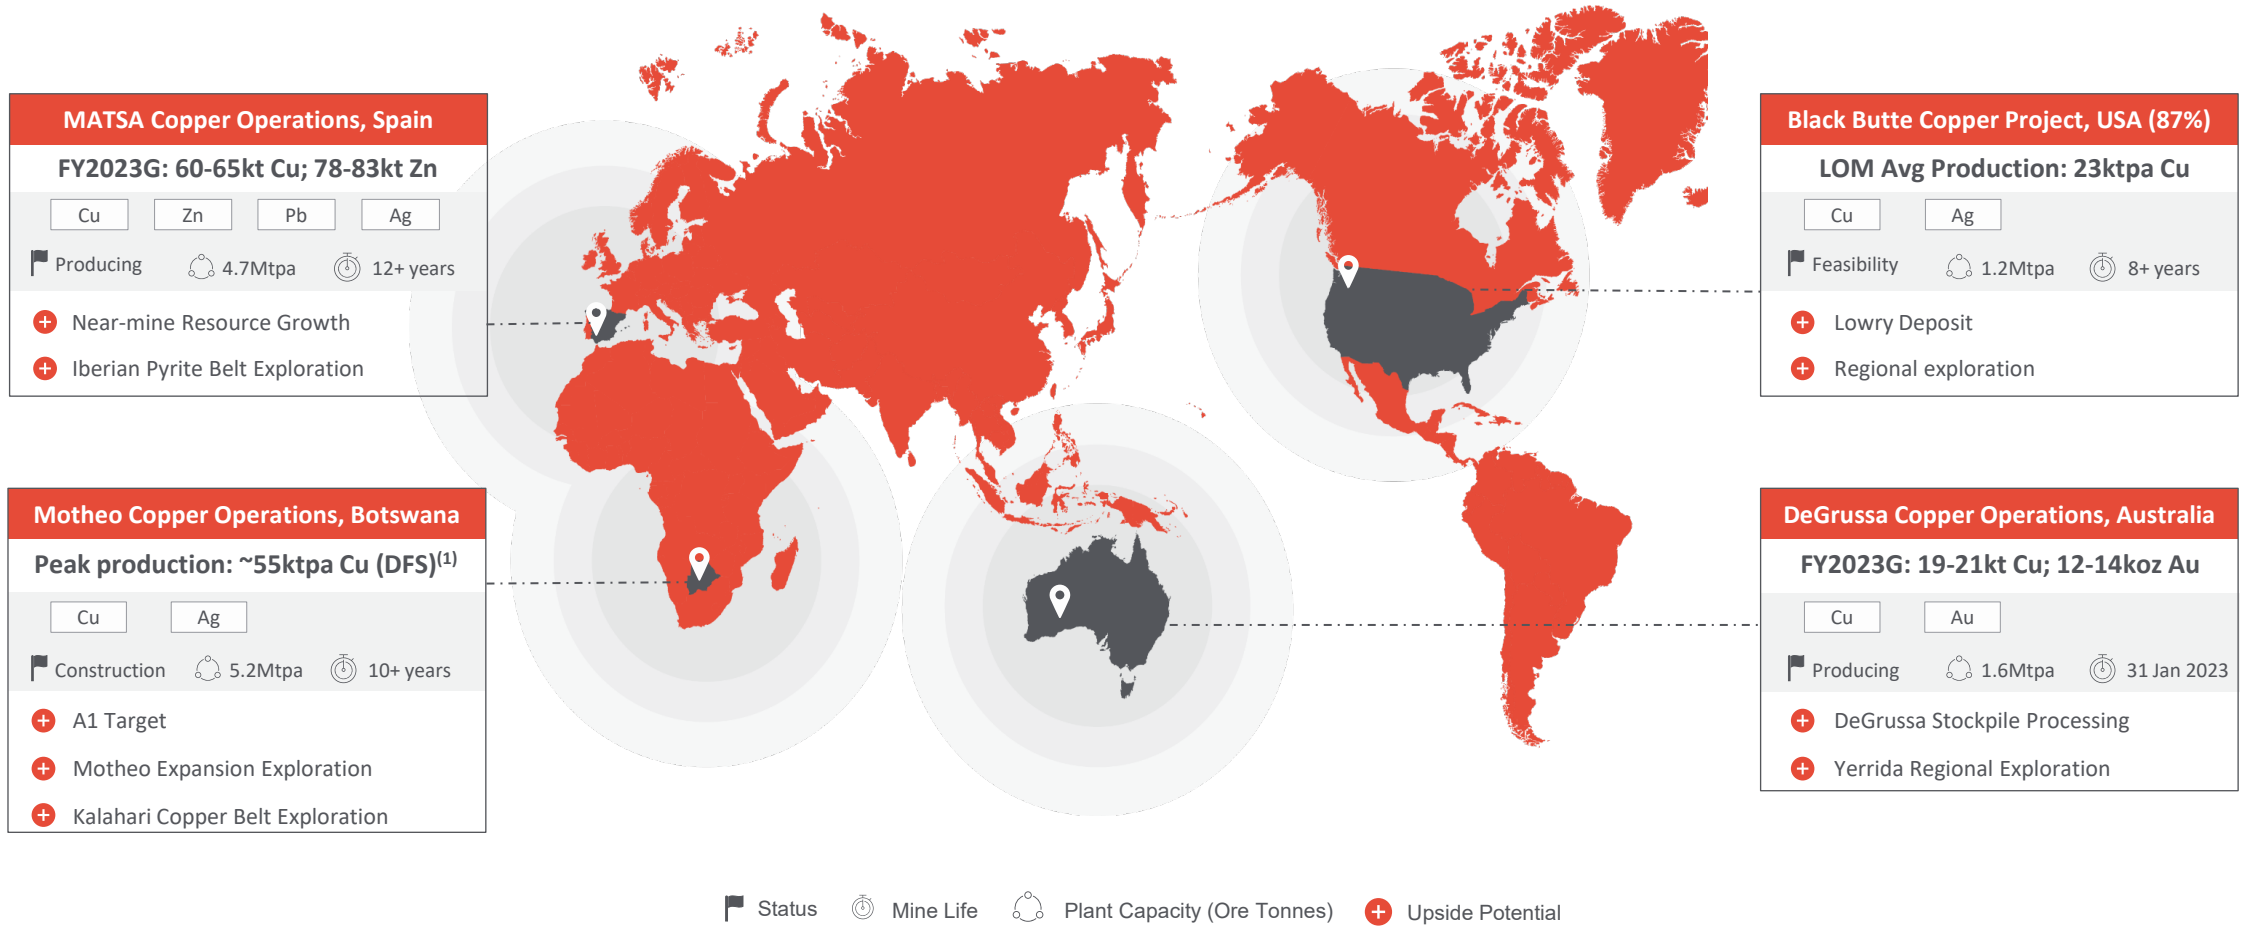 MATSA Copper Operations, Spain
FY2023G: 60-65kt Cu; 78-83kt Zn
Cu Zn Pb Ag
Producing 4.7Mtpa 12+ years
Near-mine Resource Growth
Iberian Pyrite Belt Exploration
Motheo Copper Operations, Botswana
Peak production: ~55ktpa Cu (DFS)(1)
Cu Ag
Construction 5.2Mtpa 10+ years
A1 Target
Motheo Expansion Exploration
Kalahari Copper Belt Exploration
Black Butte Copper Project, USA (87%)
LOM Avg Production: 23ktpa Cu
Cu Ag
Feasibility 1.2Mtpa 8+ years
Lowry Deposit
Regional exploration
DeGrussa Copper Operations, Australia
FY2023G: 19-21kt Cu; 12-14koz Au
Cu Au
Producing 1.6Mtpa 31 Jan 2023
DeGrussa Stockpile Processing
Yerrida Regional Exploration
Status Mine Life Plant Capacity (Ore Tonnes) Upside Potential